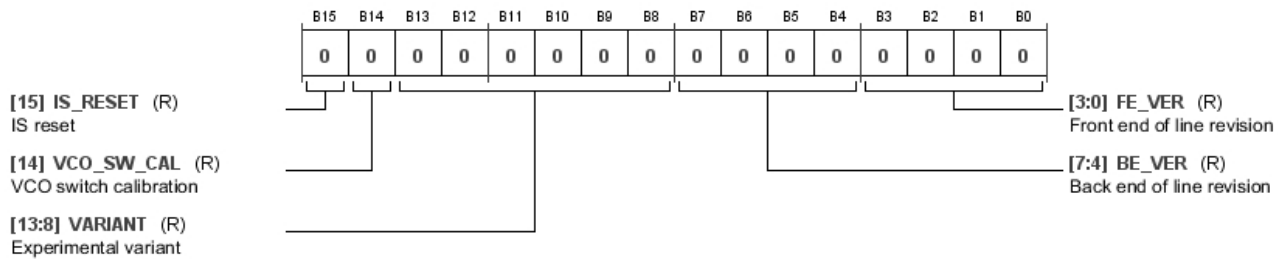 B15 B14 B13 B12 B11 B10 B9 B8 B7 B6 B5 B4 B3 B2 B1 B0
0 0 0 0 0 0 0 0 0 0 0 0 0 0 0 0
[15] IS_RESET (R)
IS reset
[14] VCO_SW_CAL (R)
VCO switch calibration
[13:8] VARIANT (R)
Experimental variant
[3:0] FE_VER (R)
Front end of line revision
[7:4] BE_VER (R)
Back end of line revision